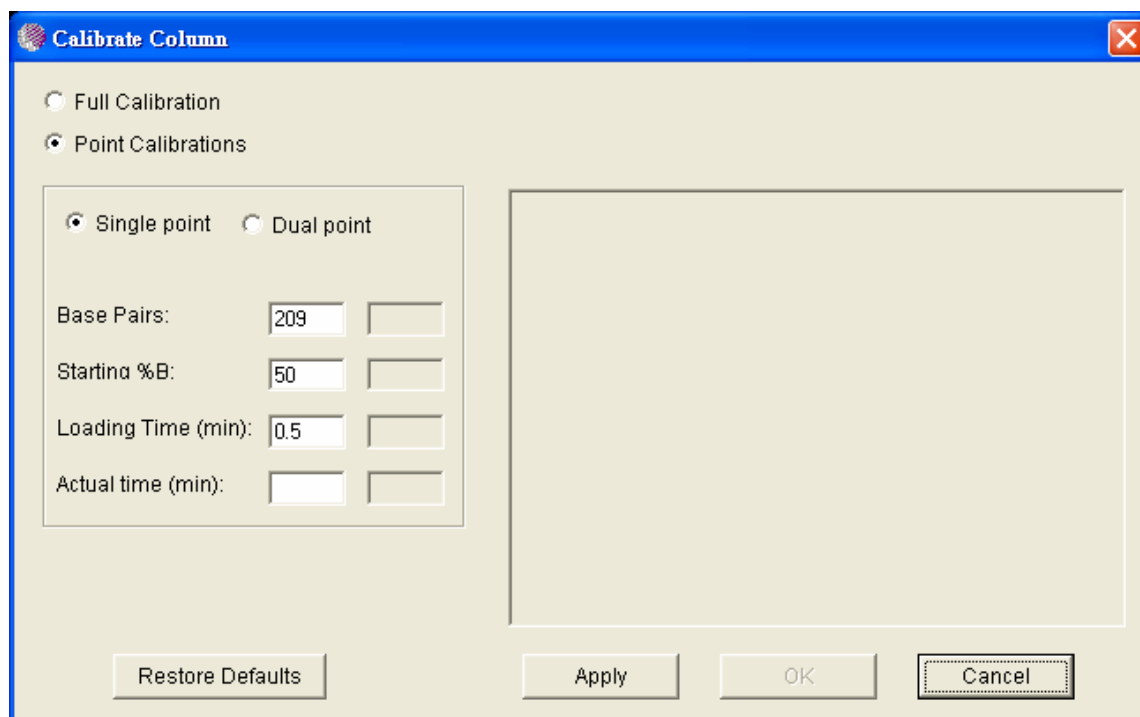 Calibrate Column
Full Calibration
Point Calibrations
Single point Dual point
Base Pairs: 209
Starting %B: 50
Loading Time (min): 0.5
Actual time (min):
Restore Defaults Apply OK Cancel